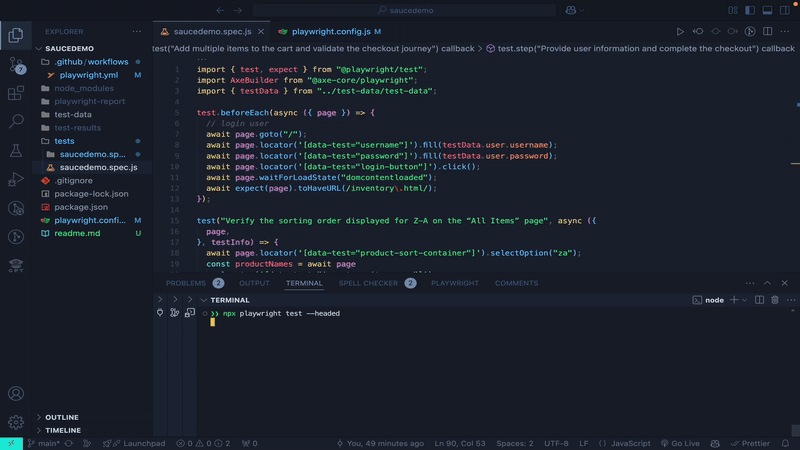 saucedemo
EXPLORER
SAUCEDEMO
.github/workflows
playwright.yml M
node_modules
playwright-report
test-data
test-results
tests
saucedemo.sp...
saucedemo.spec.js
.gitignore
package-lock.json
package.json
playwright.confi... M
readme.md U
OUTLINE
TIMELINE
7
saucedemo.spec.js
playwright.config.js M
test("Add multiple items to the cart and validate the checkout journey") callback > test.step("Provide user information and complete the checkout") callback
1 import { test, expect } from "@playwright/test";
2 import AxeBuilder from "@axe-core/playwright";
3 import { testData } from "../test-data/test-data";
4
5 test.beforeEach(async ({ page }) => {
6 // login user
7 await page.goto("/");
8 await page.locator('[data-test="username"]').fill(testData.user.username);
9 await page.locator('[data-test="password"]').fill(testData.user.password);
10 await page.locator('[data-test="login-button"]').click();
11 await page.waitForLoadState("domcontentloaded");
12 await expect(page).toHaveURL(/inventory\.html/);
13 });
14
15 test("Verify the sorting order displayed for Z-A on the “All Items” page", async ({
16 page,
17 }, testInfo) => {
18 await page.locator('[data-test="product-sort-container"]').selectOption("za");
19 const productNames = await page
PROBLEMS 2 OUTPUT TERMINAL SPELL CHECKER 2 PLAYWRIGHT COMMENTS
TERMINAL
node
npx playwright test --headed
main*
Launchpad
0 0 2
0
You, 49 minutes ago
Ln 90, Col 53
Spaces: 2
UTF-8
LF
{} JavaScript
Go Live
Prettier